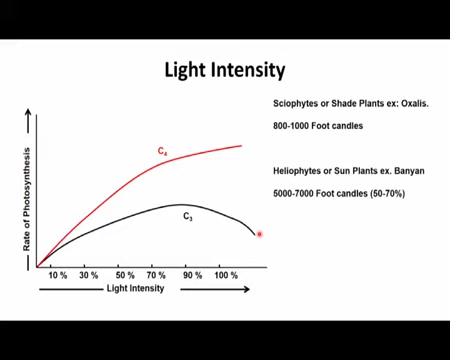 Light Intensity
Sciophytes or Shade Plants ex: Oxalis.
800-1000 Foot candles
Heliophytes or Sun Plants ex. Banyan
5000-7000 Foot candles (50-70%)
Rate of Photosynthesis
C4
C3
10 % 30 % 50 % 70 % 90 % 100 %
Light Intensity